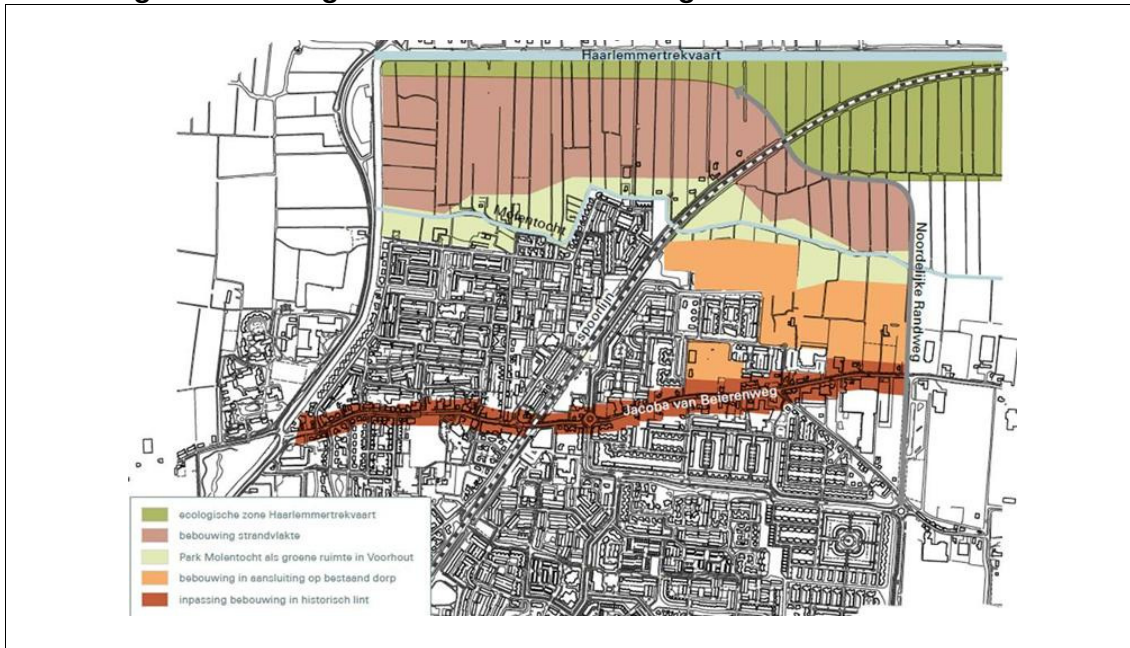 Haarlemmertrekvaart
Molentocht
spoorlijn
Noordelijke Randweg
Jacoba van Beierenweg
ecologische zone Haarlemmertrekvaart
bebouwing strandvlakte
Park Molentocht als groene ruimte in Voorhout
bebouwing in aansluiting op bestaand dorp
inpassing bebouwing in historisch lint